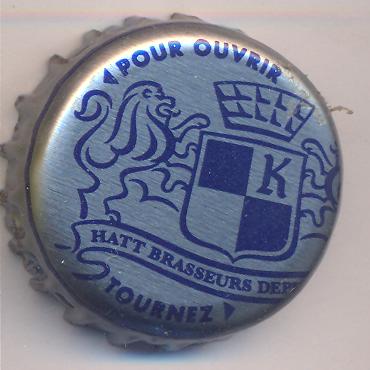 POUR OUVRIR
K
HATT BRASSEURS
TOURNEZ